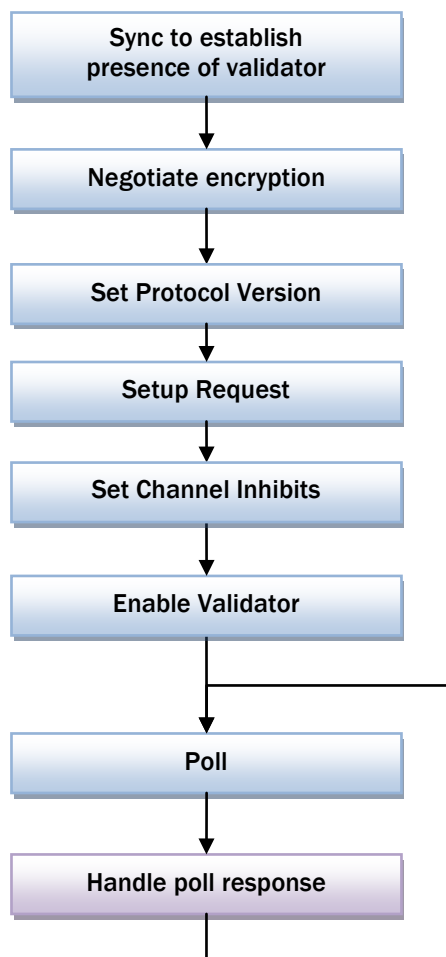 Sync to establish
presence of validator
Negotiate encryption
Set Protocol Version
Setup Request
Set Channel Inhibits
Enable Validator
Poll
Handle poll response